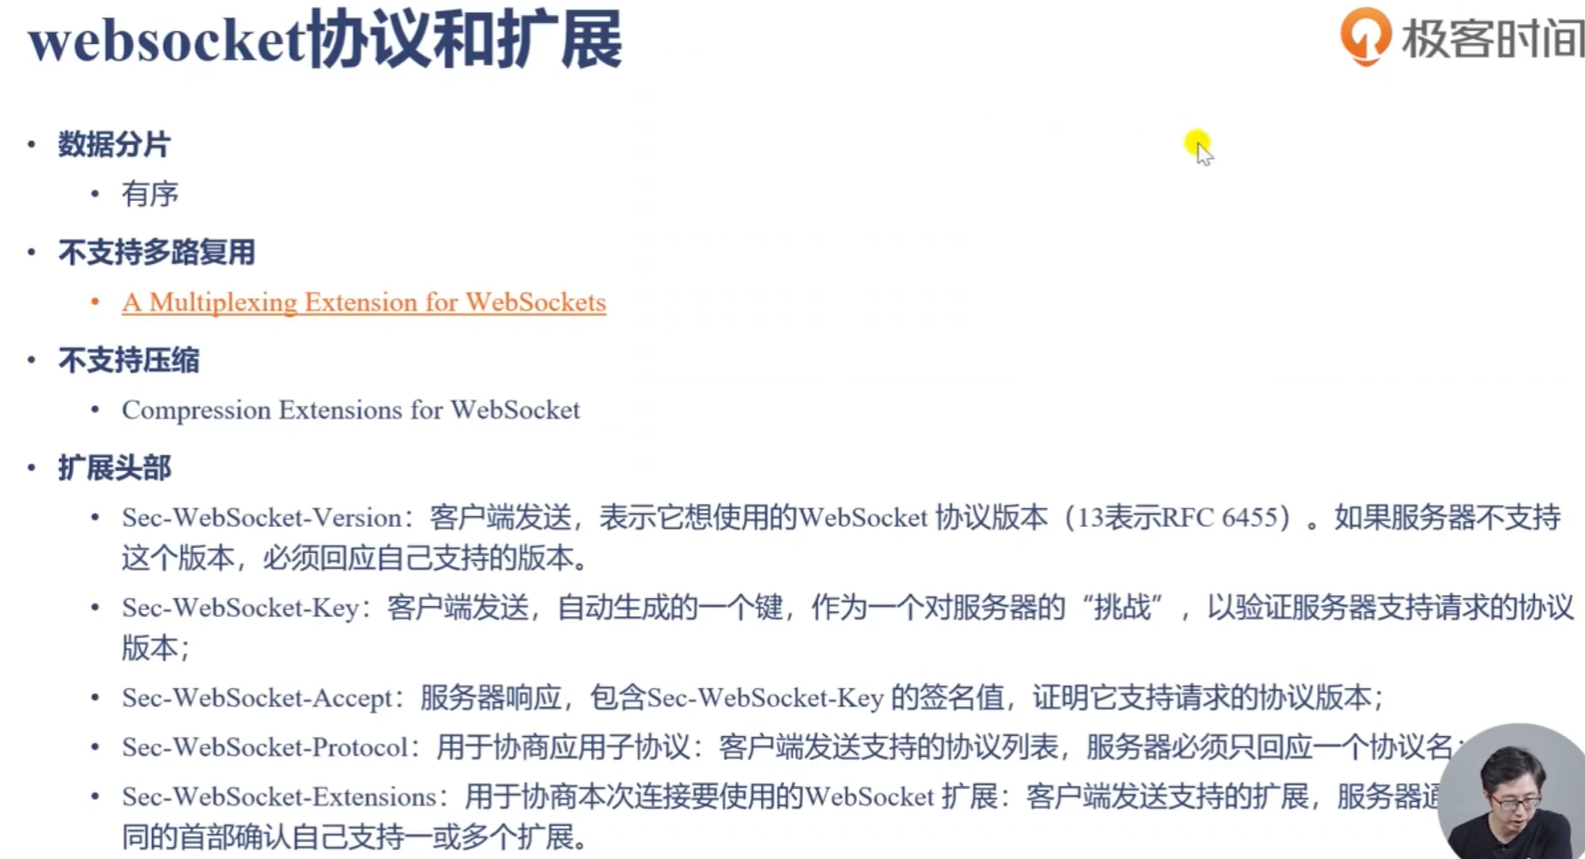 websocket协议和扩展
极客时间
• 数据分片
• 有序
• 不支持多路复用
• A Multiplexing Extension for WebSockets
• 不支持压缩
• Compression Extensions for WebSocket
• 扩展头部
• Sec-WebSocket-Version：客户端发送，表示它想使用的WebSocket 协议版本（13表示RFC 6455）。如果服务器不支持
这个版本，必须回应自己支持的版本。
• Sec-WebSocket-Key：客户端发送，自动生成的一个键，作为一个对服务器的“挑战”，以验证服务器支持请求的协议
版本；
• Sec-WebSocket-Accept：服务器响应，包含Sec-WebSocket-Key 的签名值，证明它支持请求的协议版本；
• Sec-WebSocket-Protocol：用于协商应用子协议：客户端发送支持的协议列表，服务器必须只回应一个协议名；
• Sec-WebSocket-Extensions：用于协商本次连接要使用的WebSocket 扩展：客户端发送支持的扩展，服务器
同的首部确认自己支持一或多个扩展。